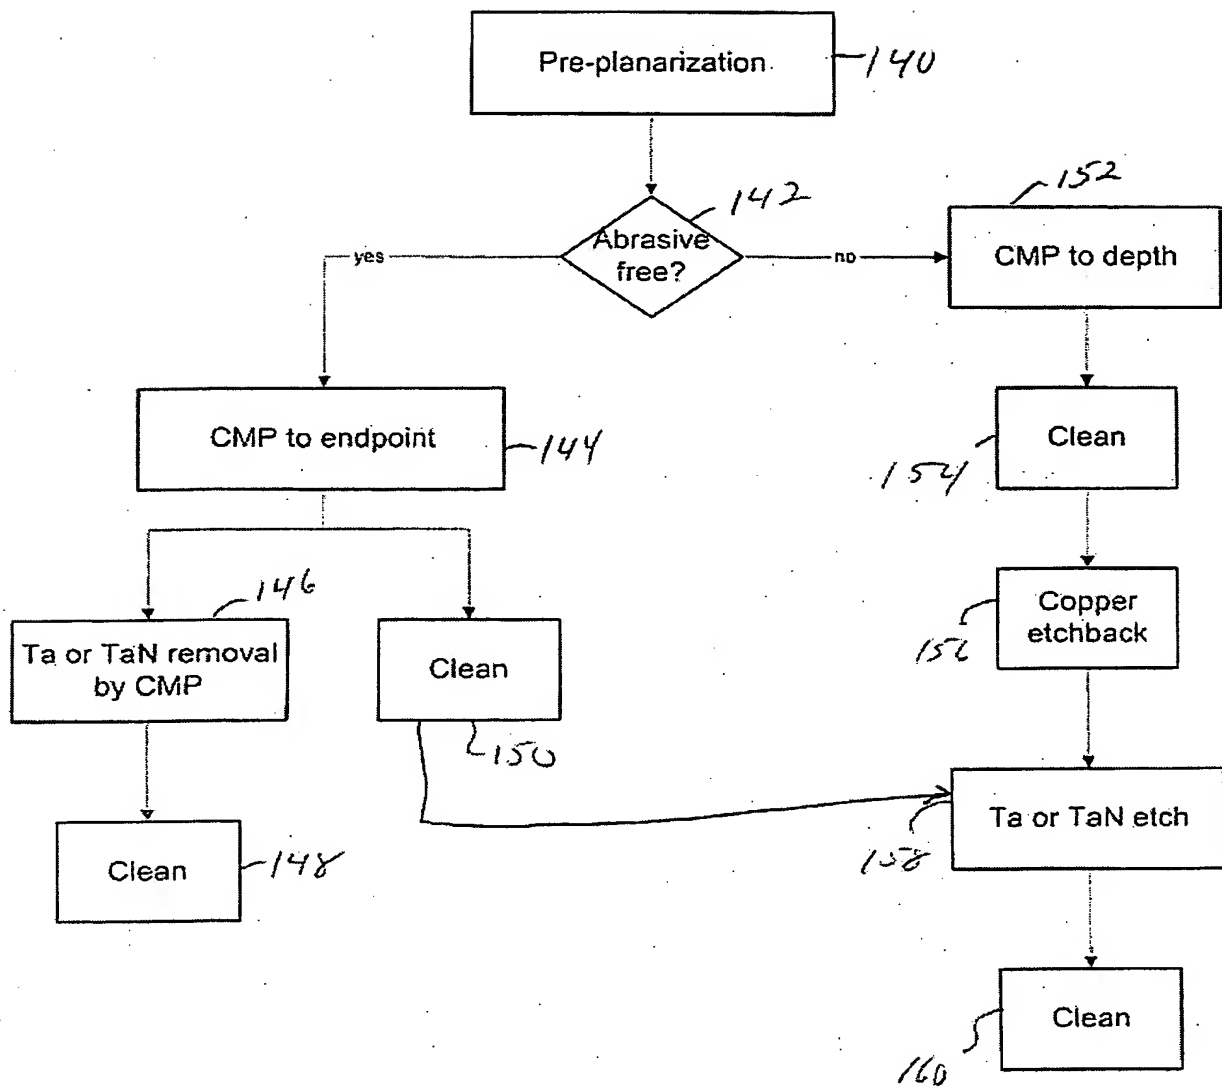 Pre-planarization
140
142
152
Abrasive
free?
yes
no
CMP to depth
CMP to endpoint
144
Clean
154
146
Ta or TaN removal
by CMP
Clean
150
Copper
etchback
156
Ta or TaN etch
158
Clean
148
Clean
160